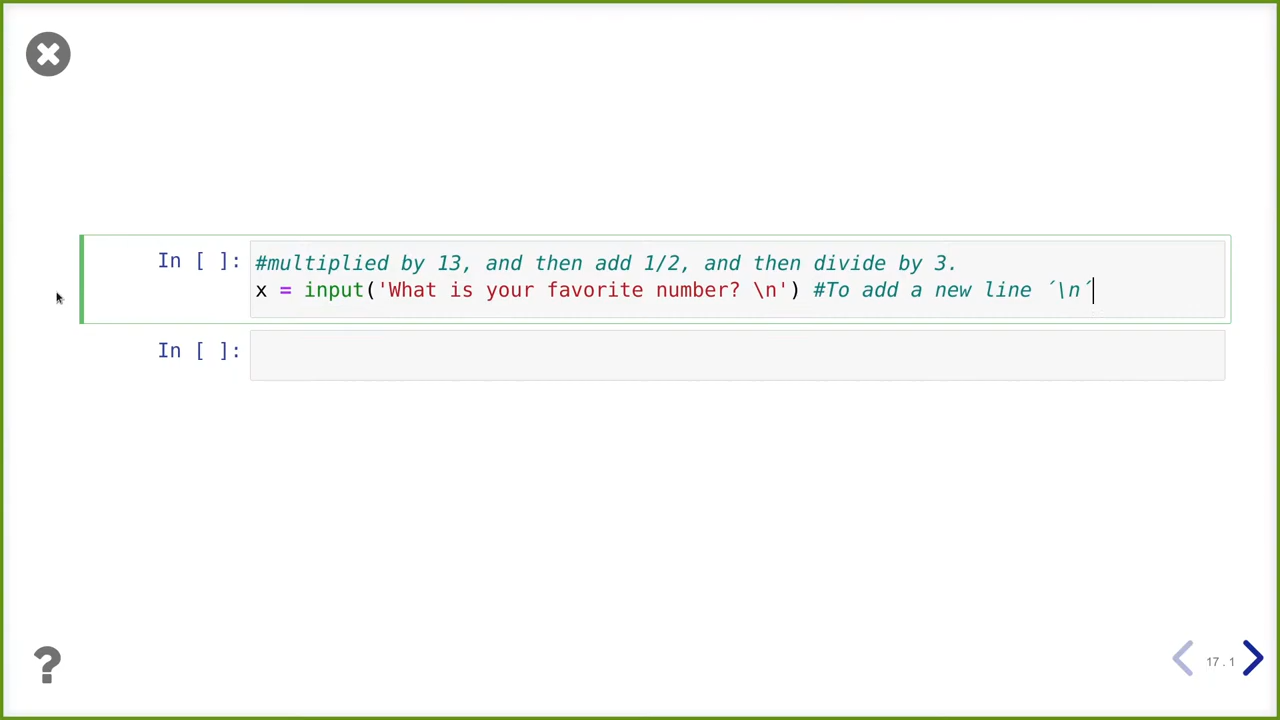 In [ ]: #multiplied by 13, and then add 1/2, and then divide by 3.
x = input('What is your favorite number? \n') #To add a new line ´\n´
In [ ]:
?
17 . 1